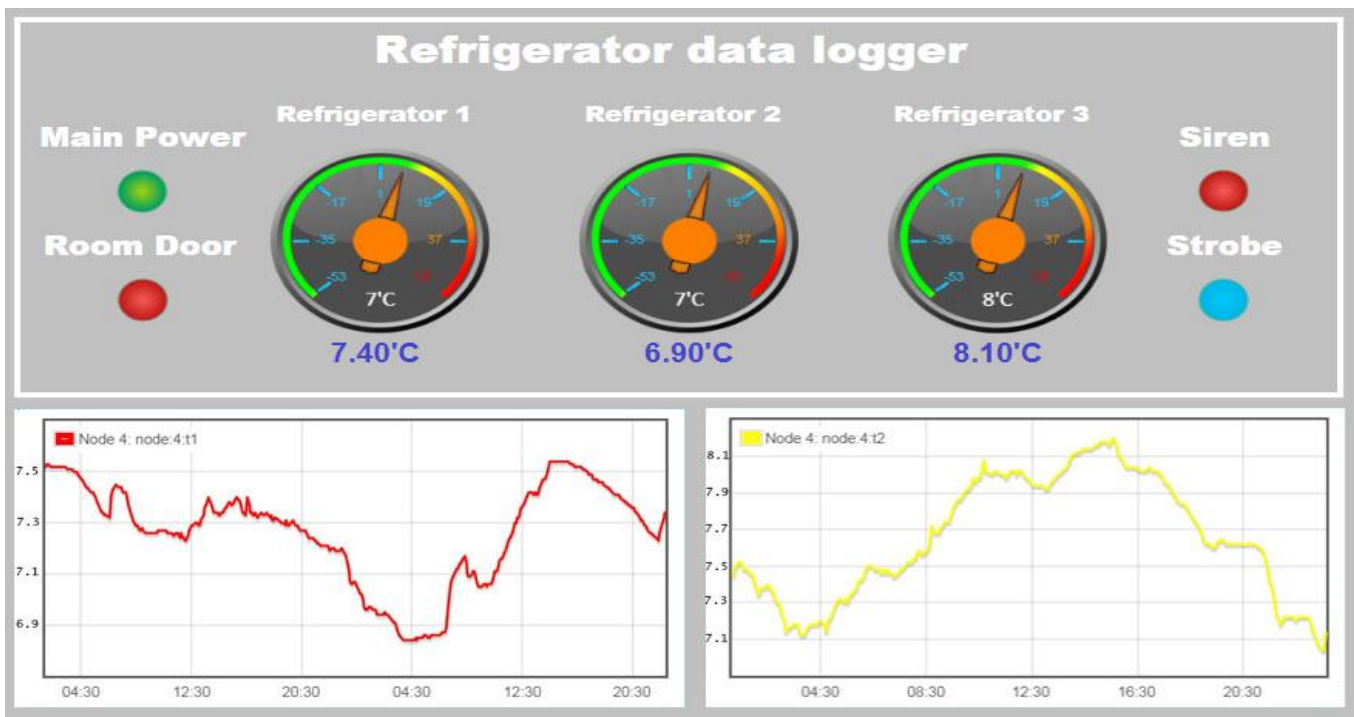 Refrigerator data logger
Main Power
Room Door
Refrigerator 1
-53
-35
-17
1
19
37
7'C
7.40'C
Refrigerator 2
-53
-35
-17
1
19
37
7'C
6.90'C
Refrigerator 3
-53
-35
-17
1
19
37
8'C
8.10'C
Siren
Strobe
Node 4: node:4:t1
7.5
7.3
7.1
6.9
04:30 12:30 20:30 04:30 12:30 20:30
Node 4: node:4:t2
8.1
7.9
7.7
7.5
7.3
7.1
04:30 08:30 12:30 16:30 20:30